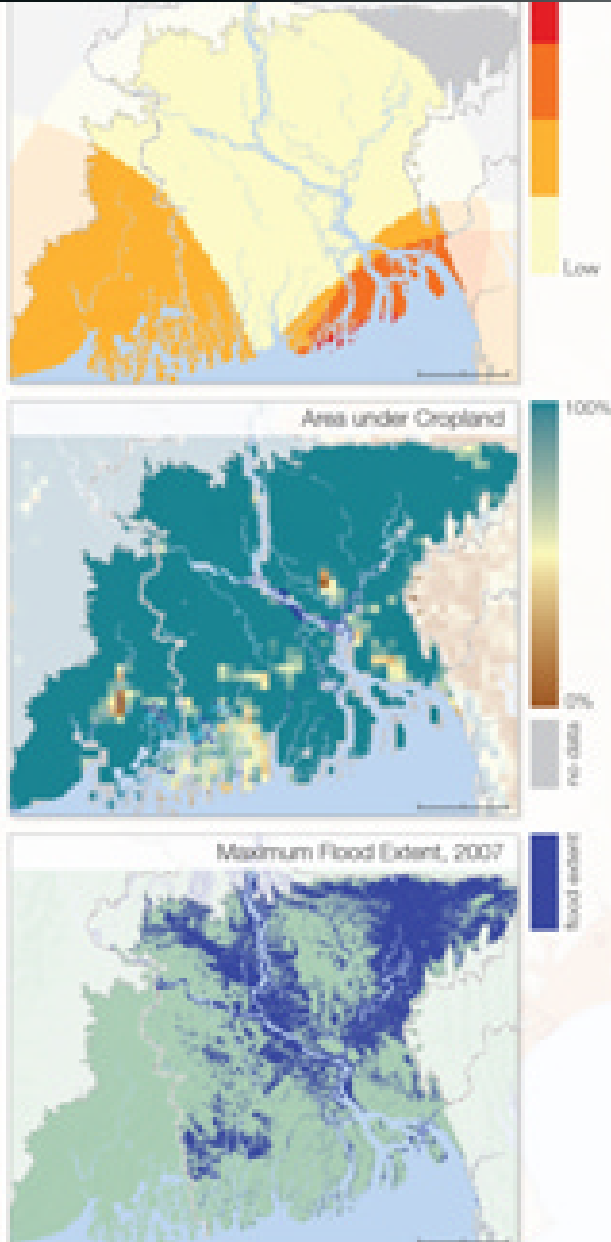 Low
Area under Cropland
100%
0%
no data
Maximum Flood Extent, 2007
flood extent